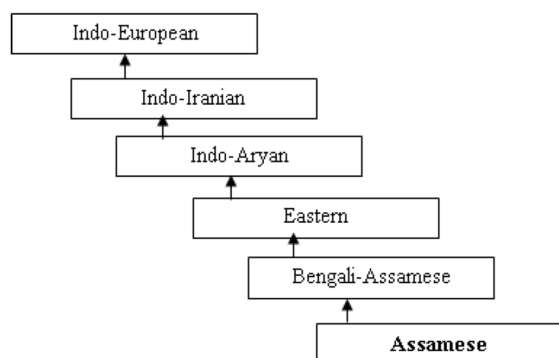 Indo-European
Indo-Iranian
Indo-Aryan
Eastern
Bengali-Assamese
Assamese